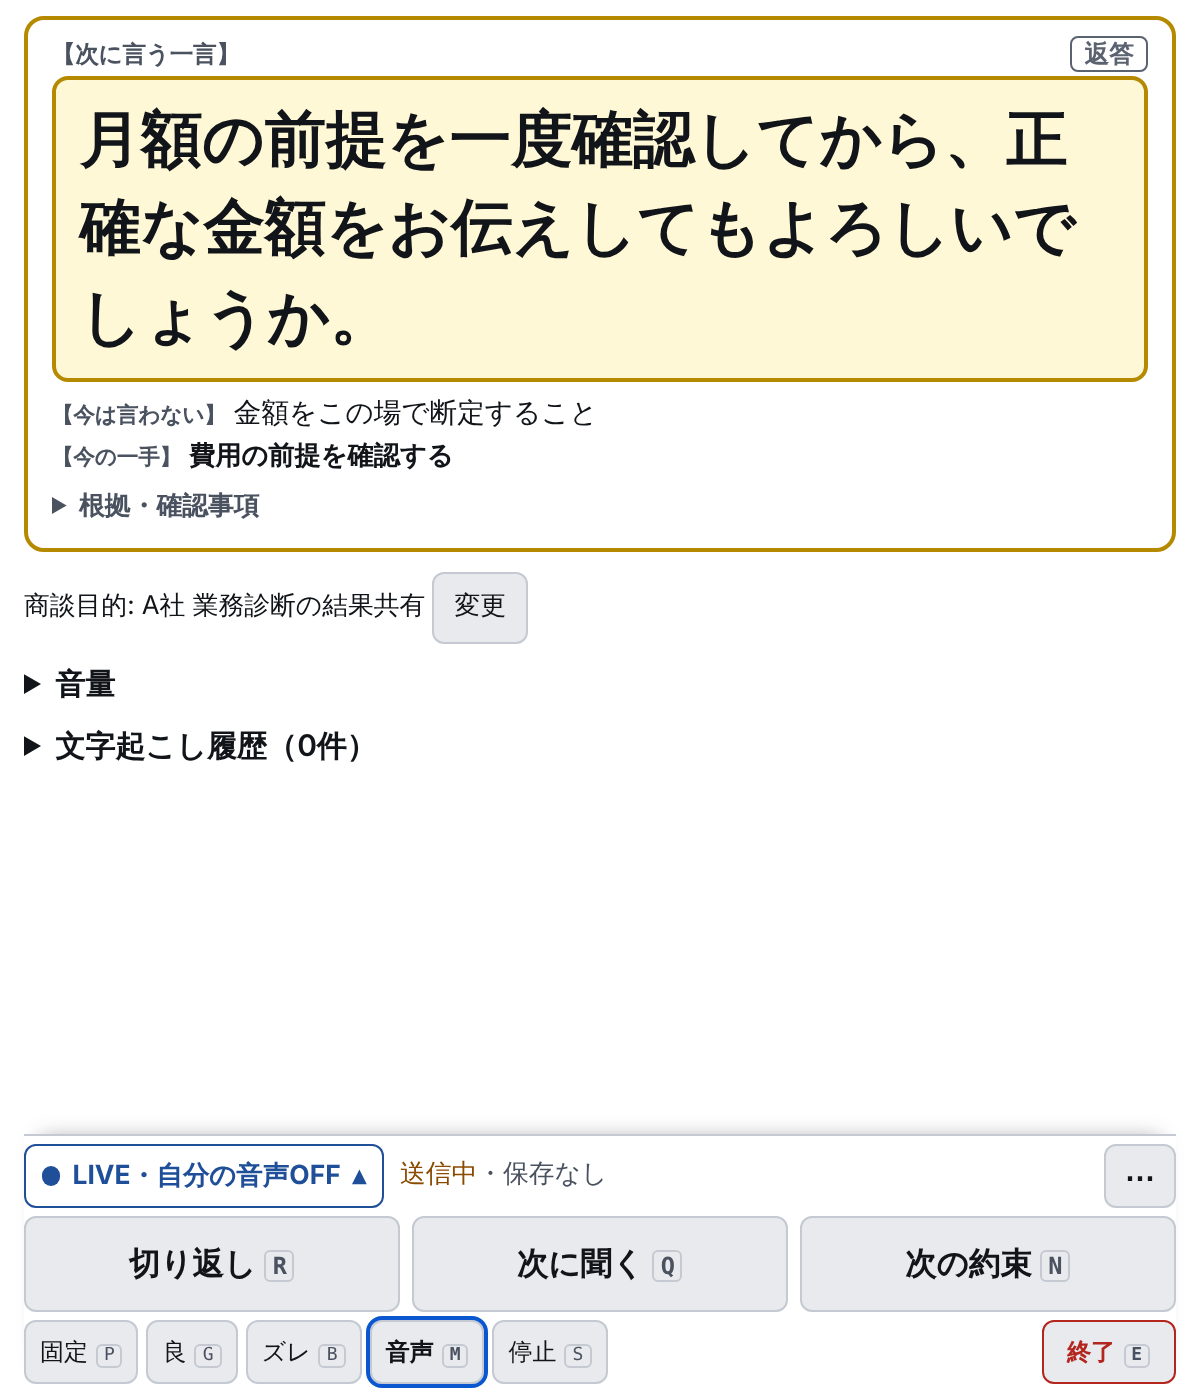 【次に言う一言】 返答
月額の前提を一度確認してから、正
確な金額をお伝えしてもよろしいで
しょうか。
【今は言わない】 金額をこの場で断定すること
【今の一手】 費用の前提を確認する
▶ 根拠・確認事項
商談目的: A社 業務診断の結果共有 変更
▶ 音量
▶ 文字起こし履歴（0件）
● LIVE・自分の音声OFF ▲ 送信中・保存なし …
切り返し R 次に聞く Q 次の約束 N
固定 P 良 G ズレ B 音声 M 停止 S 終了 E